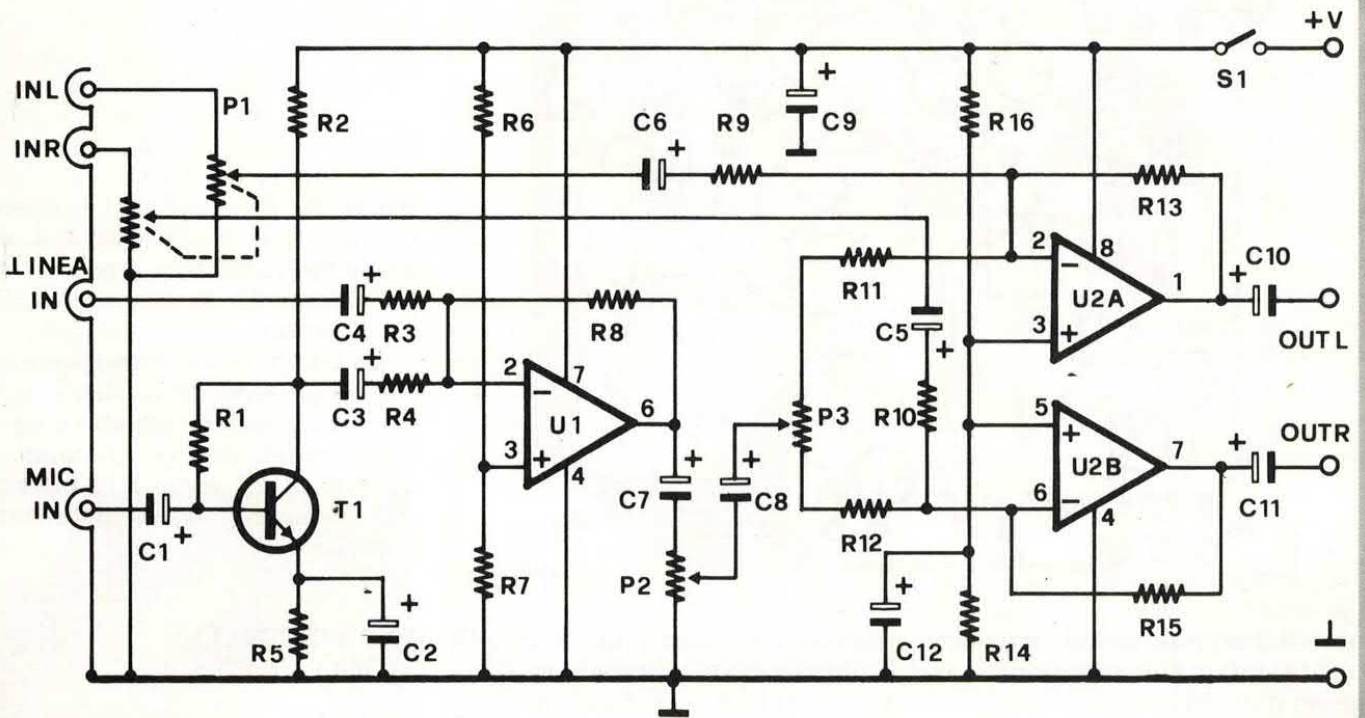 +V
S1
INL
P1
INR
R2
R6
C6
R9
C9
R16
R13
⊥INEA
IN
C4
R3
R8
R11
C5
2
8
U2A
1
3
C10
OUT L
R1
C3
R4
2
7
U1
6
3
4
P3
R10
5
U2B
7
6
4
OUTR
C11
MIC
IN
C1
T1
C7
C8
R12
R7
P2
R15
R5
C2
C12
R14